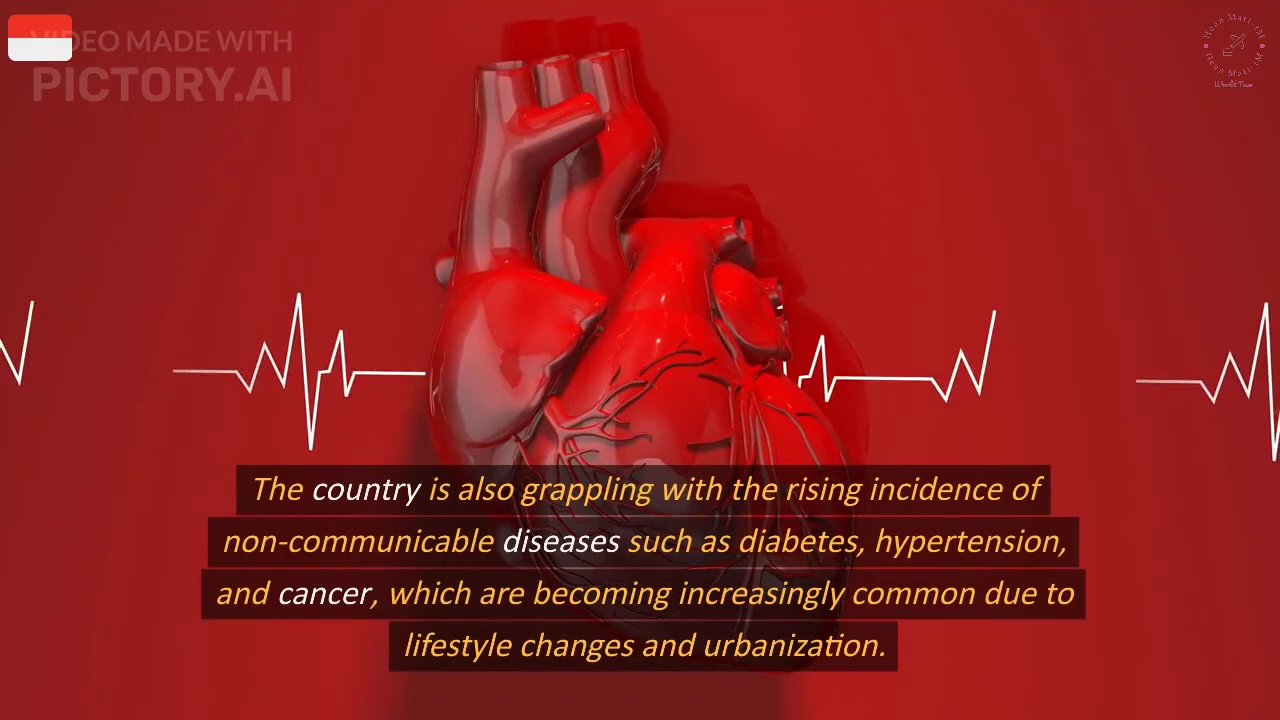 VIDEO MADE WITH
PICTORY.AI
The country is also grappling with the rising incidence of
non-communicable diseases such as diabetes, hypertension,
and cancer, which are becoming increasingly common due to
lifestyle changes and urbanization.